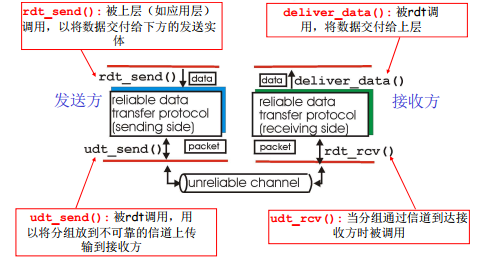 rdt_send()：被上层（如应用层）
调用，以将数据交付给下方的发送实
体
deliver_data()：被rdt调
用，将数据交付给上层
rdt_send()
data
data
deliver_data()
发送方
reliable data
transfer protocol
(sending side)
reliable data
transfer protocol
(receiving side)
接收方
udt_send()
packet
packet
rdt_rcv()
unreliable channel
udt_send()：被rdt调用，用
以将分组放到不可靠的信道上传
输到接收方
udt_rcv()：当分组通过信道到达接
收方时被调用